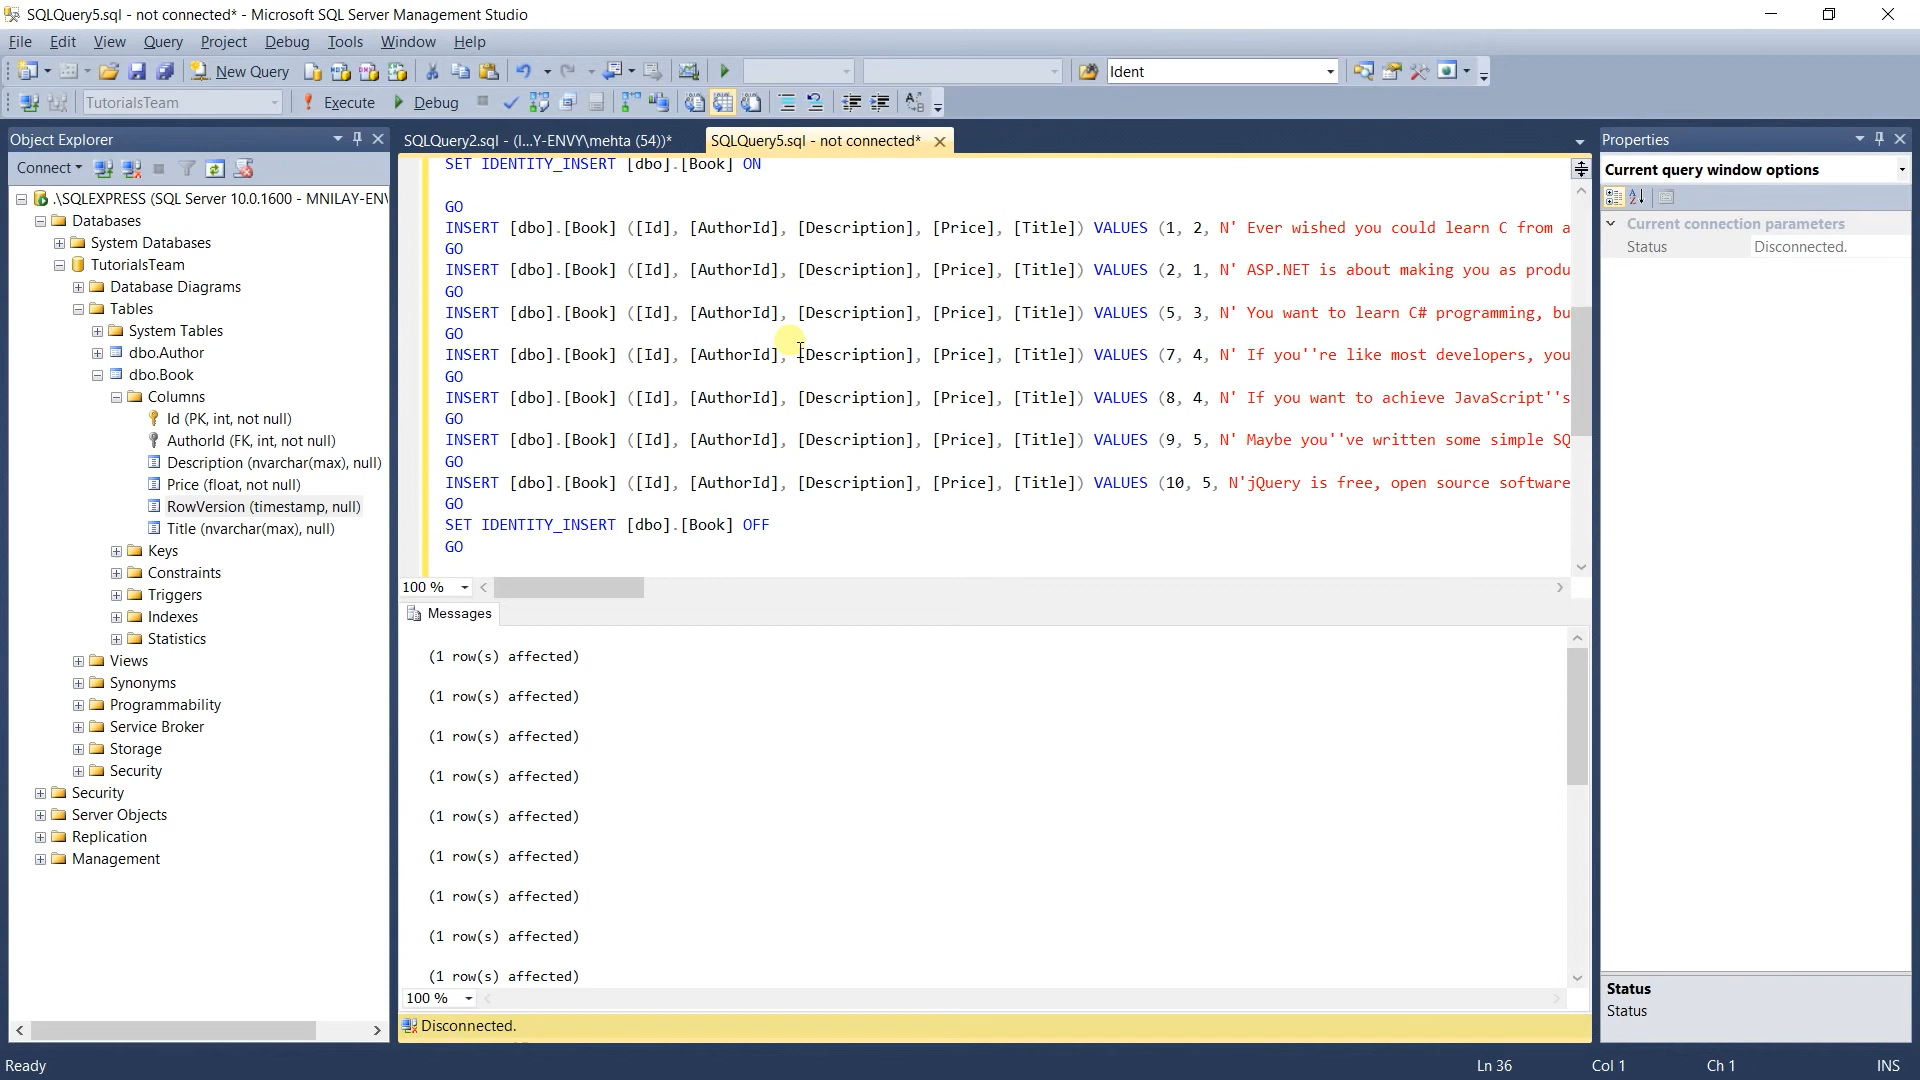 SQLQuery5.sql - not connected* - Microsoft SQL Server Management Studio
File Edit View Query Project Debug Tools Window Help
New Query Ident
TutorialsTeam Execute Debug
Object Explorer
Connect
.\SQLEXPRESS (SQL Server 10.0.1600 - MNILAY-EN
Databases
System Databases
TutorialsTeam
Database Diagrams
Tables
System Tables
dbo.Author
dbo.Book
Columns
Id (PK, int, not null)
AuthorId (FK, int, not null)
Description (nvarchar(max), null)
Price (float, not null)
RowVersion (timestamp, null)
Title (nvarchar(max), null)
Keys
Constraints
Triggers
Indexes
Statistics
Views
Synonyms
Programmability
Service Broker
Storage
Security
Security
Server Objects
Replication
Management
SQLQuery2.sql - (l...Y-ENVY\mehta (54))* SQLQuery5.sql - not connected*
SET IDENTITY_INSERT [dbo].[Book] ON
GO
INSERT [dbo].[Book] ([Id], [AuthorId], [Description], [Price], [Title]) VALUES (1, 2, N' Ever wished you could learn C from a
GO
INSERT [dbo].[Book] ([Id], [AuthorId], [Description], [Price], [Title]) VALUES (2, 1, N' ASP.NET is about making you as produ
GO
INSERT [dbo].[Book] ([Id], [AuthorId], [Description], [Price], [Title]) VALUES (5, 3, N' You want to learn C# programming, bu
GO
INSERT [dbo].[Book] ([Id], [AuthorId], [Description], [Price], [Title]) VALUES (7, 4, N' If you''re like most developers, you
GO
INSERT [dbo].[Book] ([Id], [AuthorId], [Description], [Price], [Title]) VALUES (8, 4, N' If you want to achieve JavaScript''s
GO
INSERT [dbo].[Book] ([Id], [AuthorId], [Description], [Price], [Title]) VALUES (9, 5, N' Maybe you''ve written some simple SQ
GO
INSERT [dbo].[Book] ([Id], [AuthorId], [Description], [Price], [Title]) VALUES (10, 5, N'jQuery is free, open source software
GO
SET IDENTITY_INSERT [dbo].[Book] OFF
GO
100 %
Messages
(1 row(s) affected)
(1 row(s) affected)
(1 row(s) affected)
(1 row(s) affected)
(1 row(s) affected)
(1 row(s) affected)
(1 row(s) affected)
(1 row(s) affected)
(1 row(s) affected)
100 %
Disconnected.
Properties
Current query window options
Current connection parameters
Status Disconnected.
Status
Status
Ready Ln 36 Col 1 Ch 1 INS